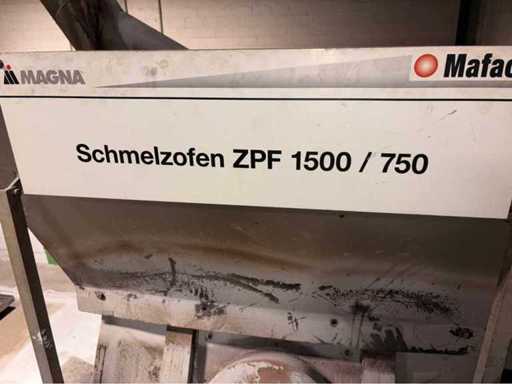 MAGNA
Mafac
Schmelzofen ZPF 1500 / 750